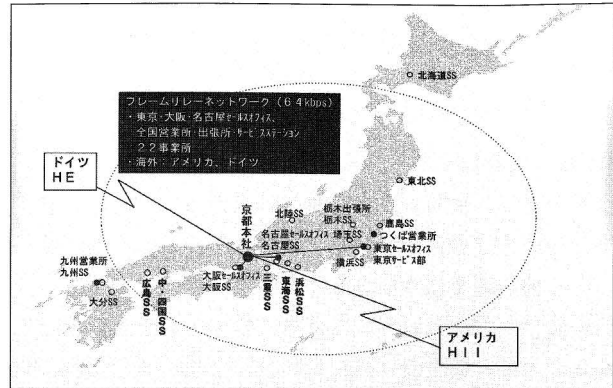 フレームリレーネットワーク（６４kbps）
・東京・大阪・名古屋セールスオフィス、
全国営業所・出張所・サービスステーション
２２事業所
・海外：アメリカ、ドイツ
ドイツ
ＨＥ
北海道SS
東北SS
北陸SS
栃木出張所
栃木SS
鹿島SS
つくば営業所
埼玉SS
東京セールスオフィス
東京サービス部
横浜SS
名古屋セールスオフィス
名古屋SS
京都本社
九州営業所
九州SS
大分SS
広島SS
中・四国SS
大阪セールスオフィス
大阪SS
三重SS
東海SS
浜松SS
アメリカ
ＨＩＩ